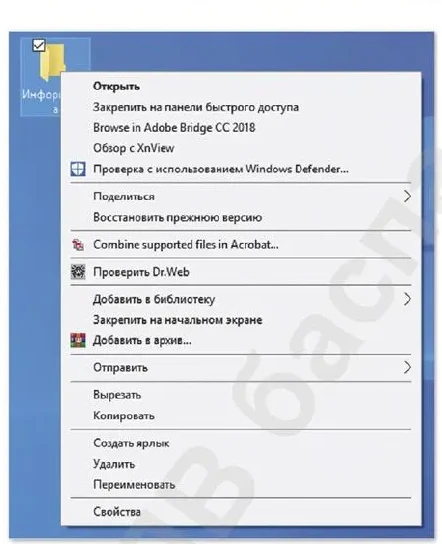 Инфор
а
Открыть
Закрепить на панели быстрого доступа
Browse in Adobe Bridge CC 2018
Обзор с XnView
Проверка с использованием Windows Defender...
Поделиться
Восстановить прежнюю версию
Combine supported files in Acrobat...
Проверить Dr.Web
Добавить в библиотеку
Закрепить на начальном экране
Добавить в архив...
Отправить
Вырезать
Копировать
Создать ярлык
Удалить
Переименовать
Свойства